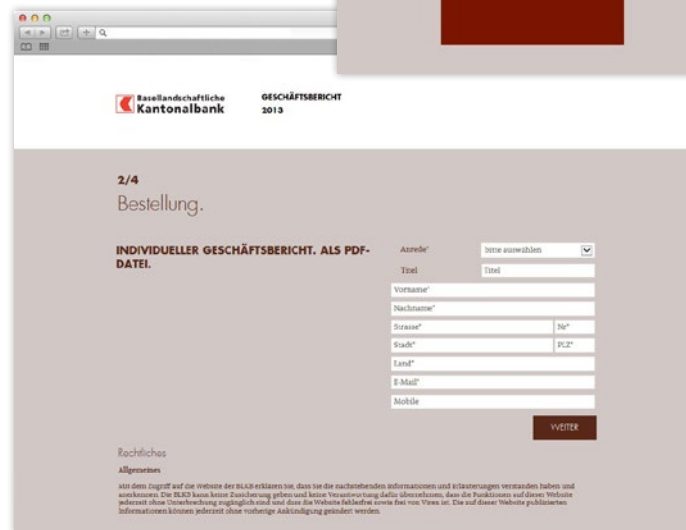 Basellandschaftliche
Kantonalbank
GESCHÄFTSBERICHT
2013
2/4
Bestellung.
INDIVIDUELLER GESCHÄFTSBERICHT. ALS PDF-
DATEI.
Anrede* bitte auswählen
Titel Titel
Vorname*
Nachname*
Strasse* Nr*
Stadt* PLZ*
Land*
E-Mail*
Mobile
WEITER
Rechtliches
Allgemeines
Mit dem Zugriff auf die Website der BLKB erklären Sie, dass Sie die nachstehenden Informationen und Erläuterungen verstanden haben und
anerkennen. Die BLKB kann keine Zusicherung geben und keine Verantwortung dafür übernehmen, dass die Funktionen auf dieser Website
jederzeit ohne Unterbrechung zugänglich sind und dass die Website fehlerfrei sowie frei von Viren ist. Die auf dieser Website publizierten
Informationen können jederzeit ohne vorherige Ankündigung geändert werden.